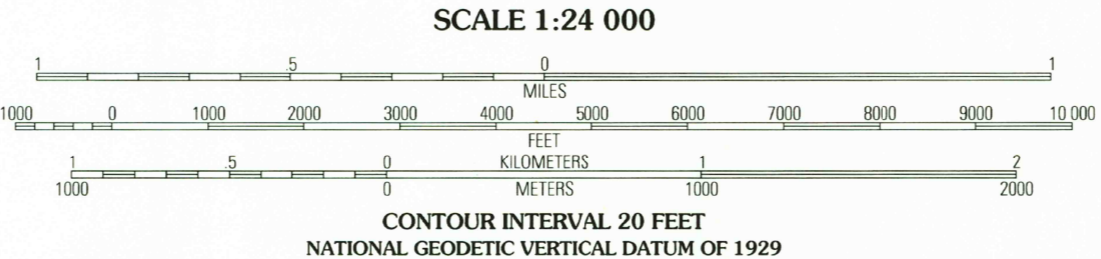 SCALE 1:24 000
1 .5 0 1
MILES
1000 0 1000 2000 3000 4000 5000 6000 7000 8000 9000 10 000
FEET
1 .5 0 KILOMETERS 1 2
1000 0 METERS 1000 2000
CONTOUR INTERVAL 20 FEET
NATIONAL GEODETIC VERTICAL DATUM OF 1929